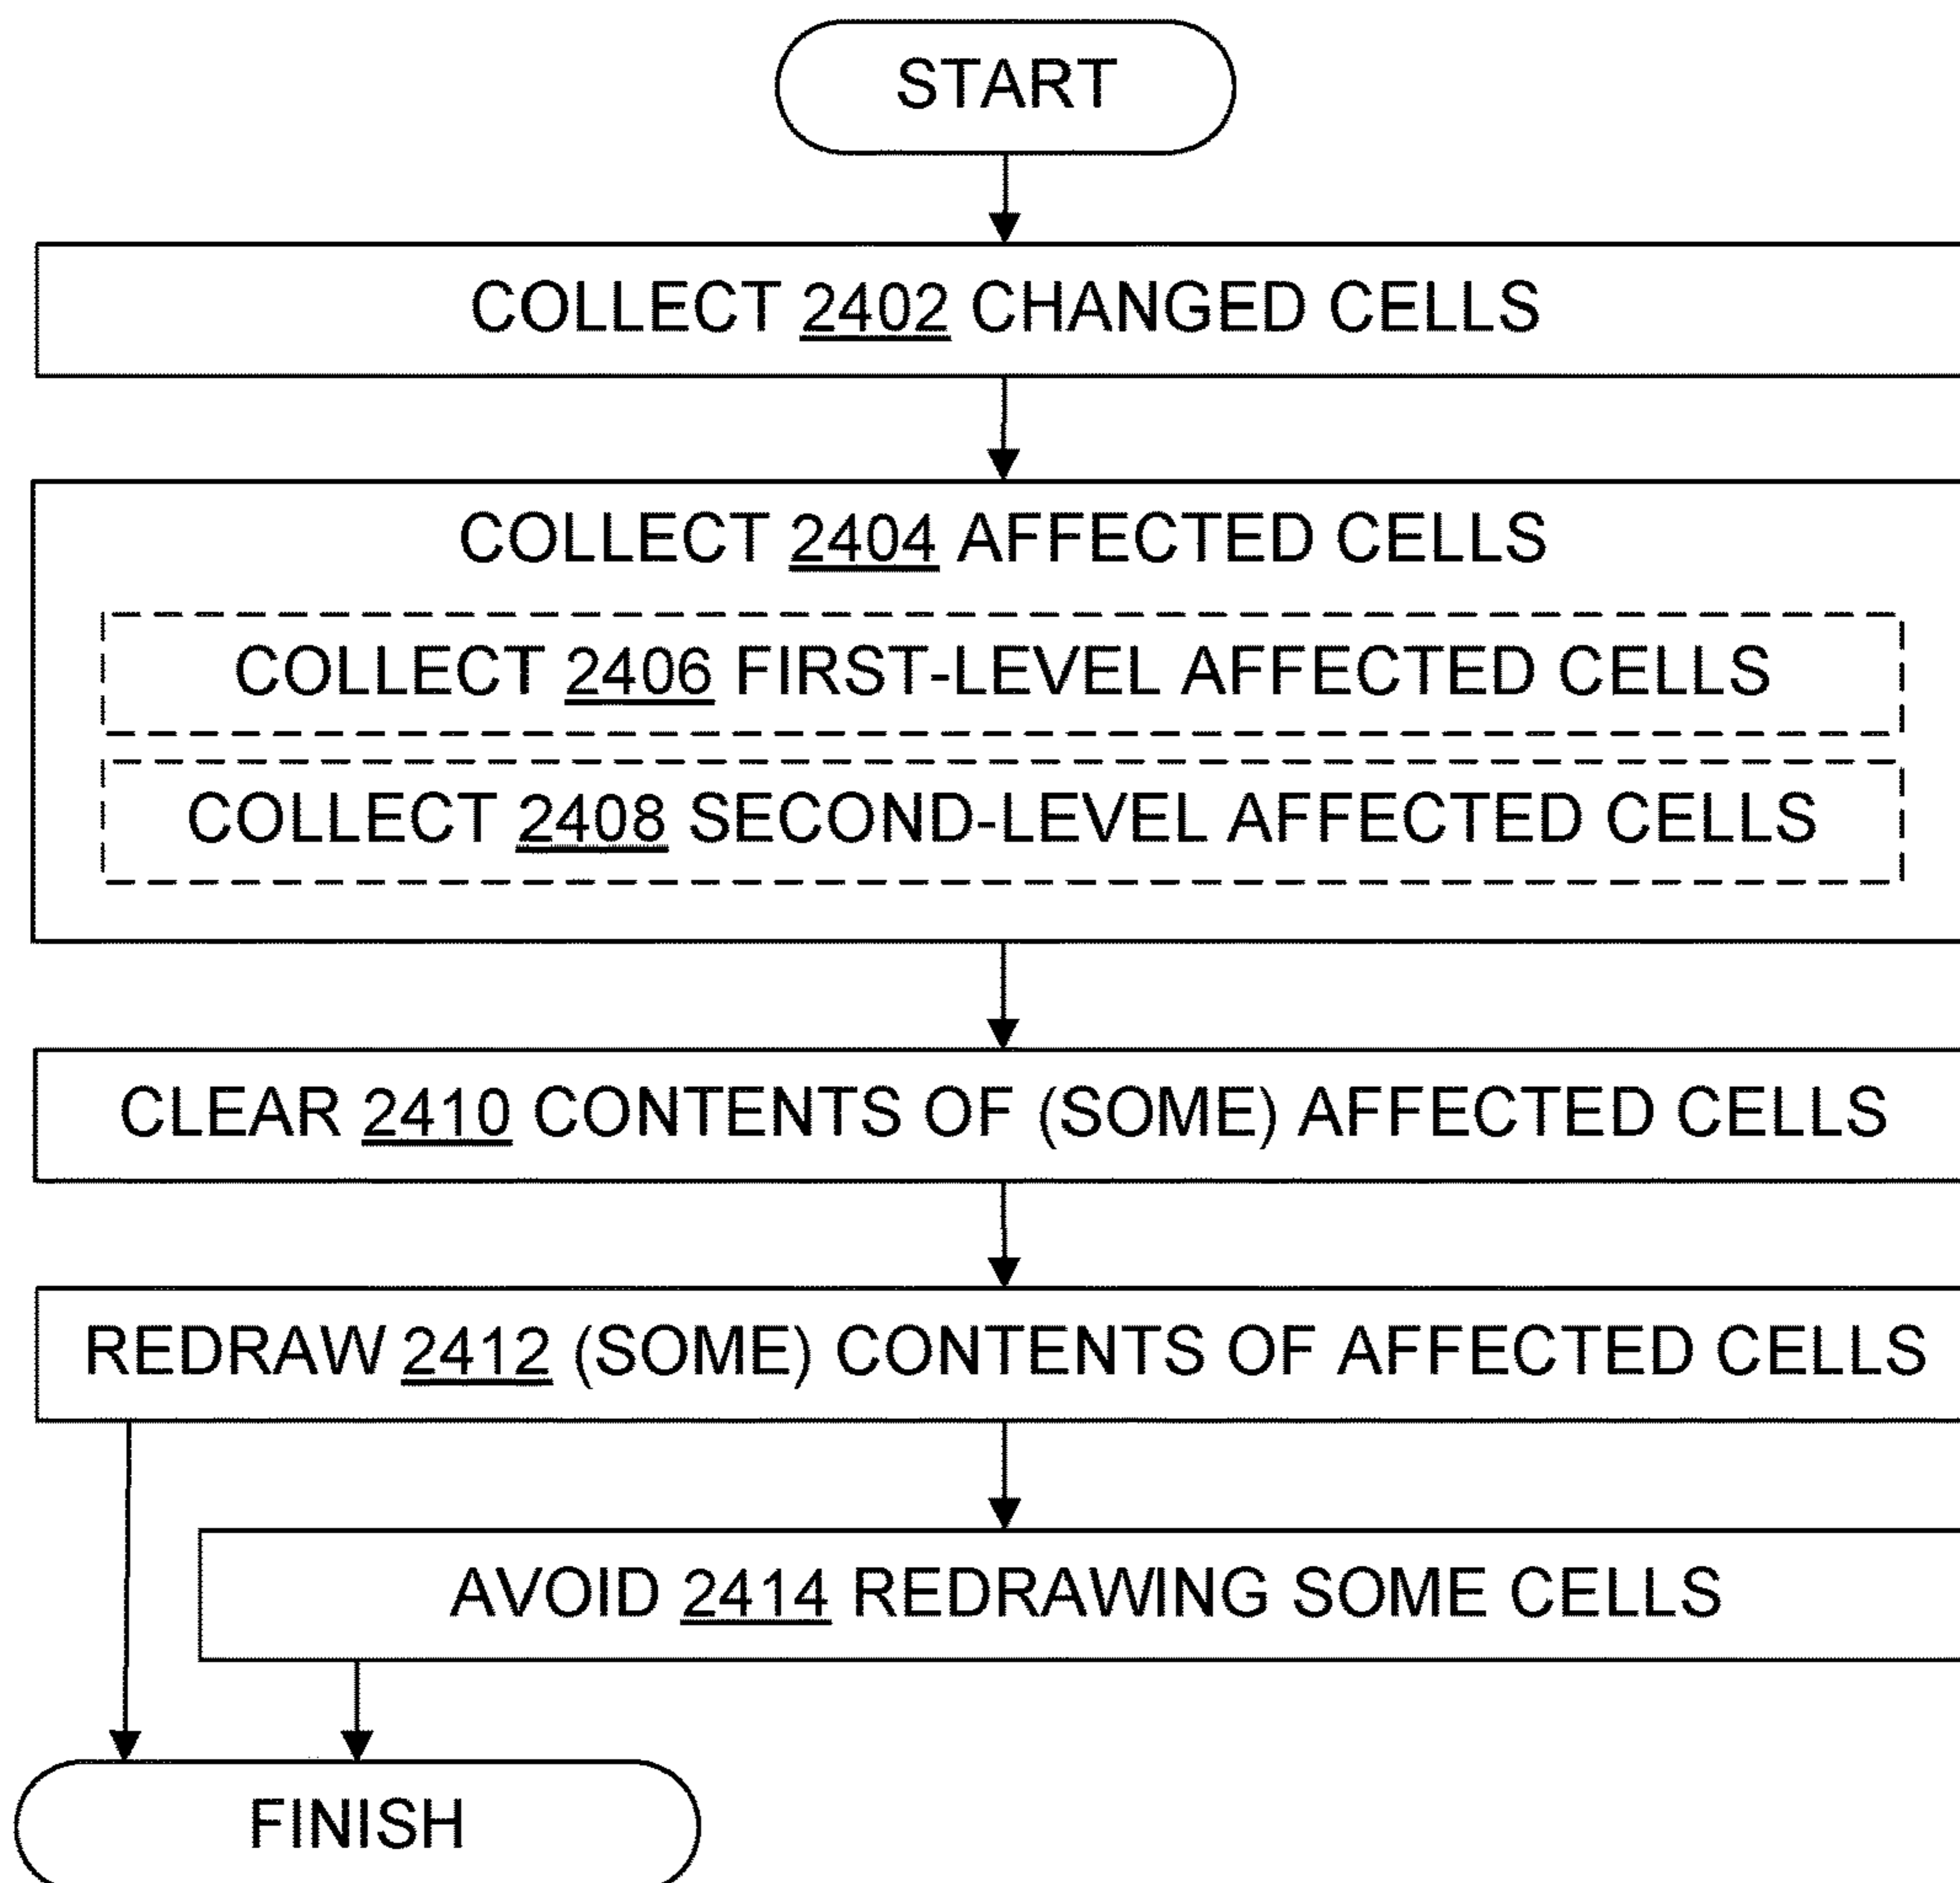 START
COLLECT 2402 CHANGED CELLS
COLLECT 2404 AFFECTED CELLS
COLLECT 2406 FIRST-LEVEL AFFECTED CELLS
COLLECT 2408 SECOND-LEVEL AFFECTED CELLS
CLEAR 2410 CONTENTS OF (SOME) AFFECTED CELLS
REDRAW 2412 (SOME) CONTENTS OF AFFECTED CELLS
AVOID 2414 REDRAWING SOME CELLS
FINISH